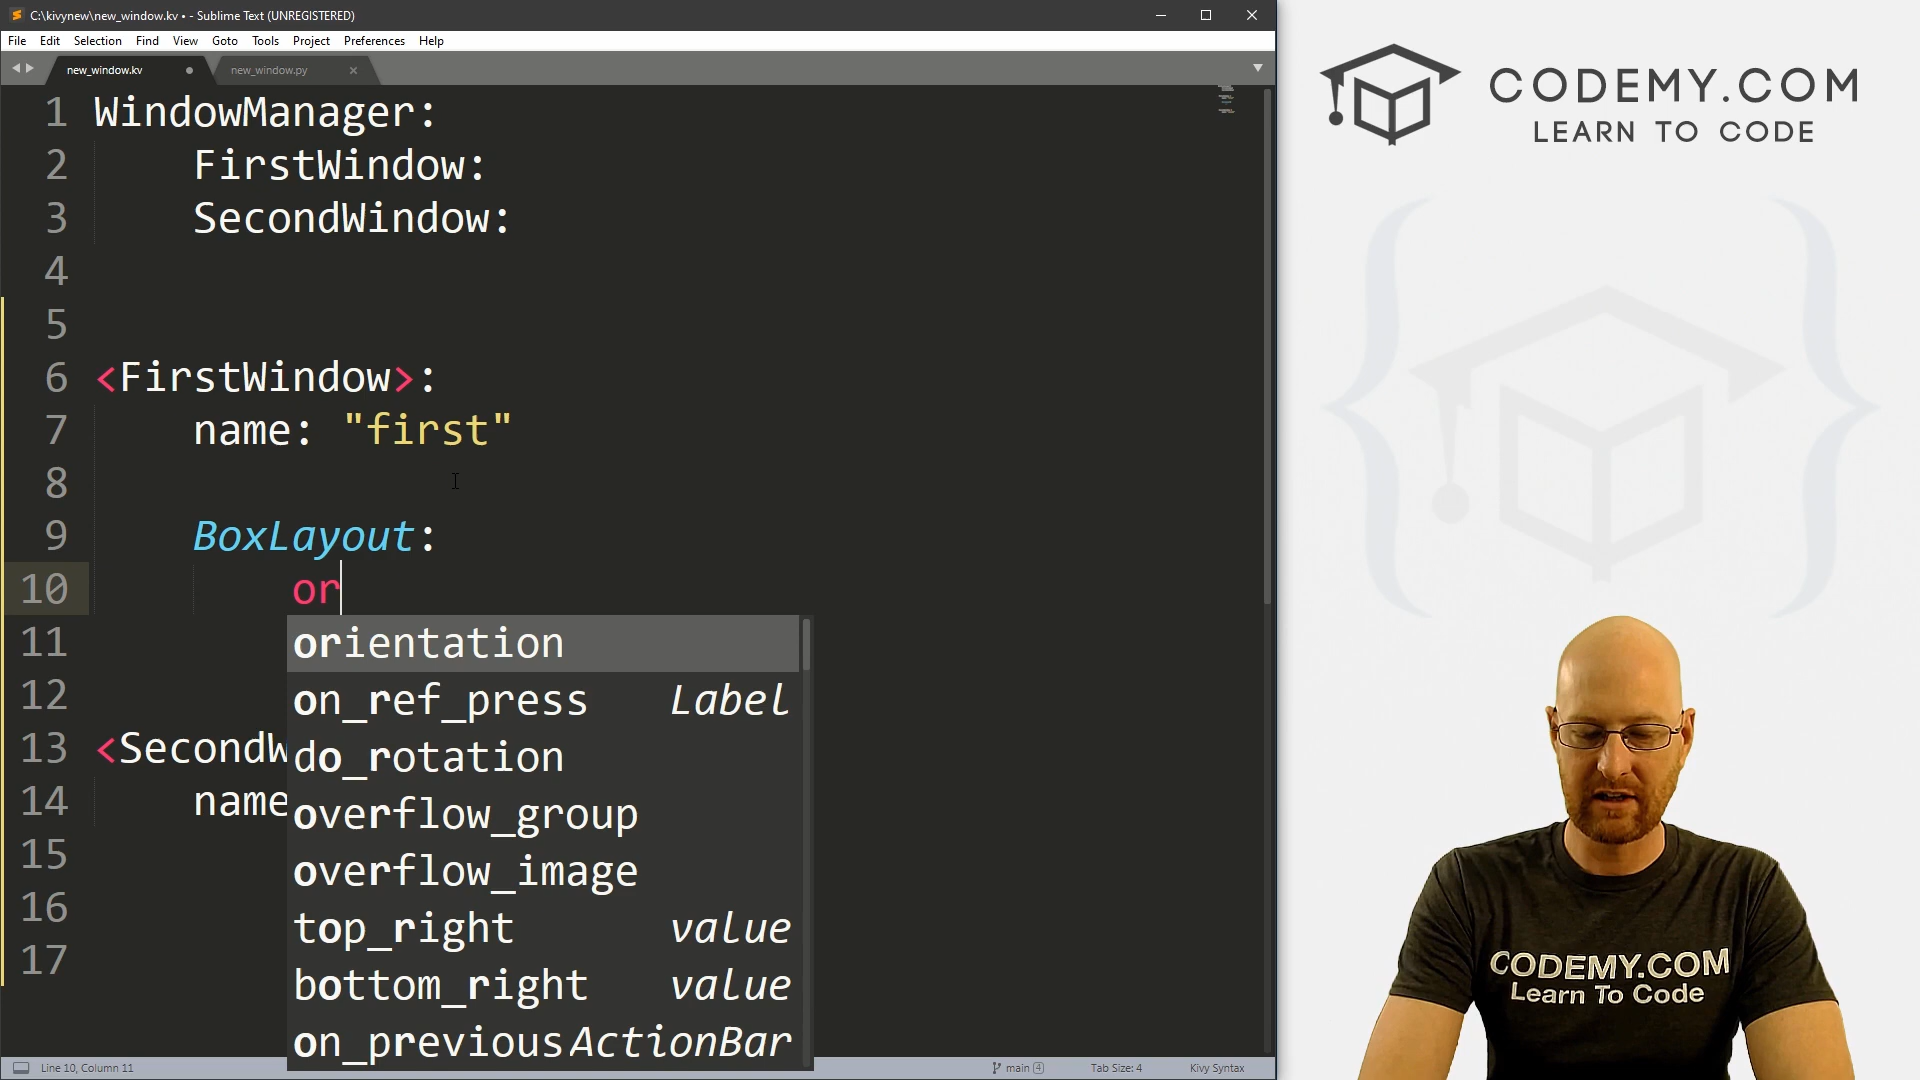 C:\kivynew\new_window.kv • - Sublime Text (UNREGISTERED)
File Edit Selection Find View Goto Tools Project Preferences Help
new_window.kv
new_window.py
1 WindowManager:
2 FirstWindow:
3 SecondWindow:
4
5
6 <FirstWindow>:
7 name: "first"
8
9 BoxLayout:
10 or
11
12
13 <SecondW
14 name
15
16
17
orientation
on_ref_press Label
do_rotation
overflow_group
overflow_image
top_right value
bottom_right value
on_previous ActionBar
Line 10, Column 11
main 4
Tab Size: 4
Kivy Syntax
CODEMY.COM
LEARN TO CODE
CODEMY.COM
Learn To Code